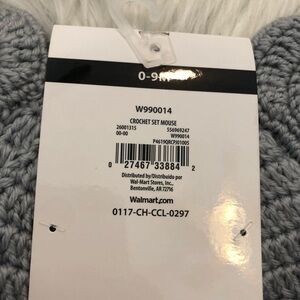 0-9M
W990014
CROCHET SET MOUSE
26001315 556969247
00-00 W990014
P4619QRCPJ01005
0 27467 33884 2
Distributed by/Distribuido por
Wal-Mart Stores, Inc.,
Bentonville, AR 72716
Walmart.com
0117-CH-CCL-0297